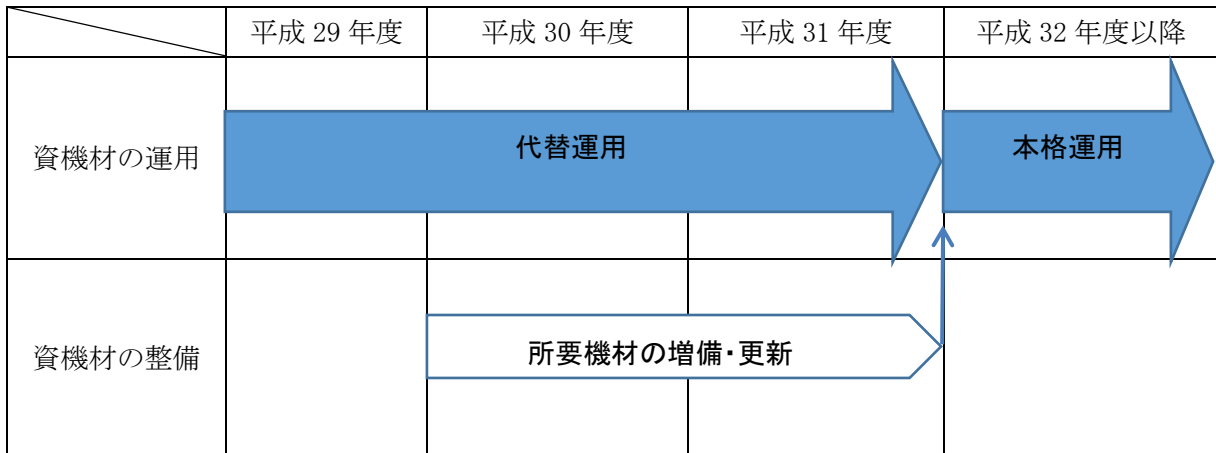 平成 29 年度 平成 30 年度 平成 31 年度 平成 32 年度以降
資機材の運用 代替運用 本格運用
資機材の整備 所要機材の増備・更新